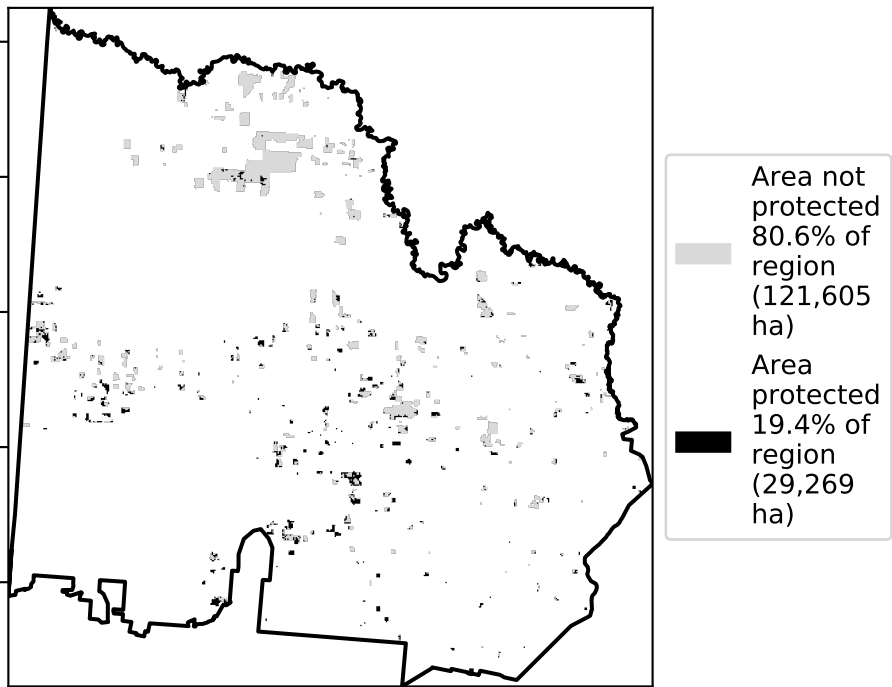 Area not
protected
80.6% of
region
(121,605
ha)
Area
protected
19.4% of
region
(29,269
ha)